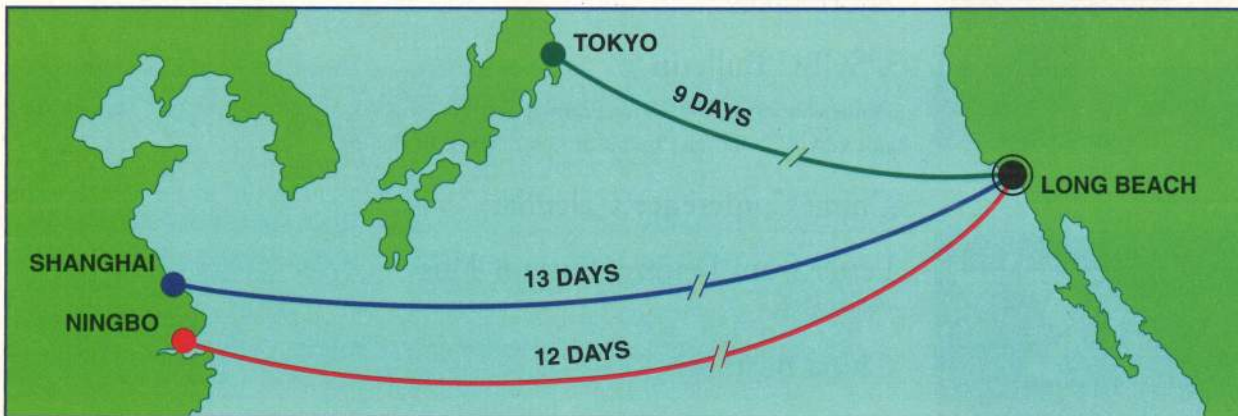 TOKYO
9 DAYS
LONG BEACH
SHANGHAI
13 DAYS
NINGBO
12 DAYS